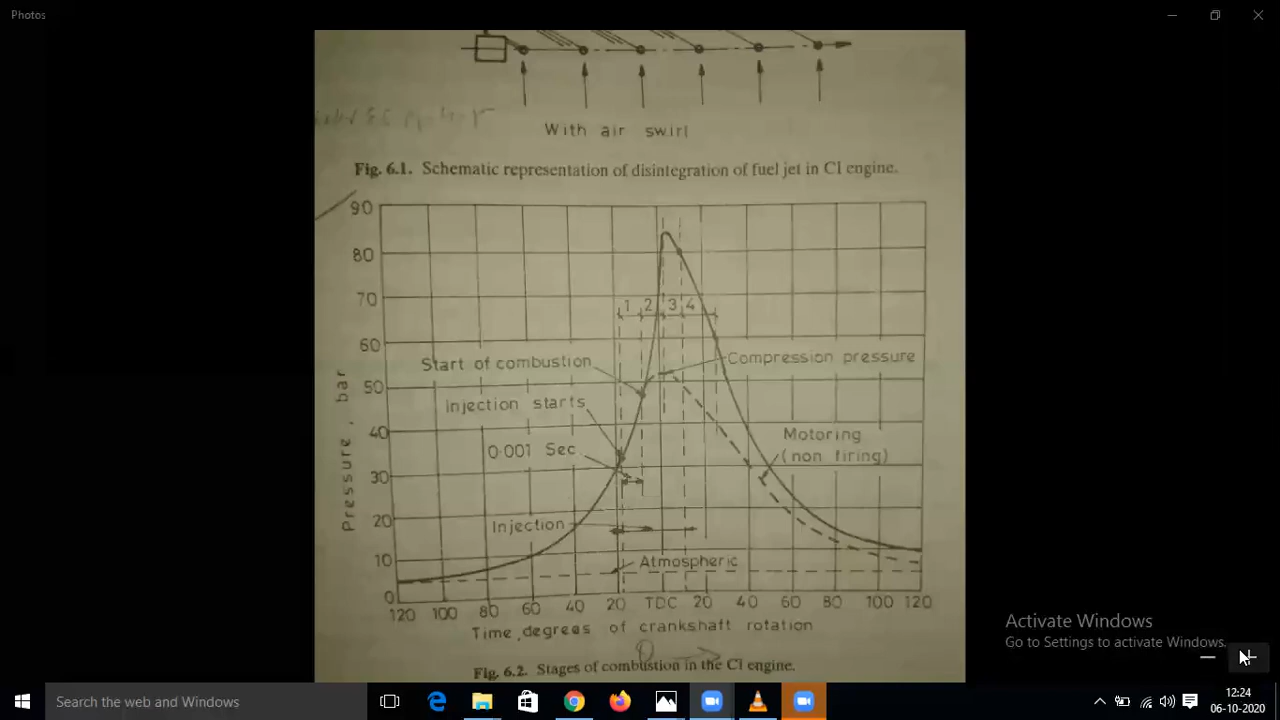 Photos
With air swirl
Fig. 6.1. Schematic representation of disintegration of fuel jet in CI engine.
90
80
70
60
50
40
30
20
10
0
Pressure, bar
1 2 3 4
Start of combustion
Compression pressure
Injection starts
0.001 Sec
Motoring
(non firing)
Injection
Atmospheric
120 100 80 60 40 20 TDC 20 40 60 80 100 120
Time, degrees of crankshaft rotation
θ
Fig. 6.2. Stages of combustion in the CI engine.
Activate Windows
Go to Settings to activate Windows.
Search the web and Windows
12:24
06-10-2020